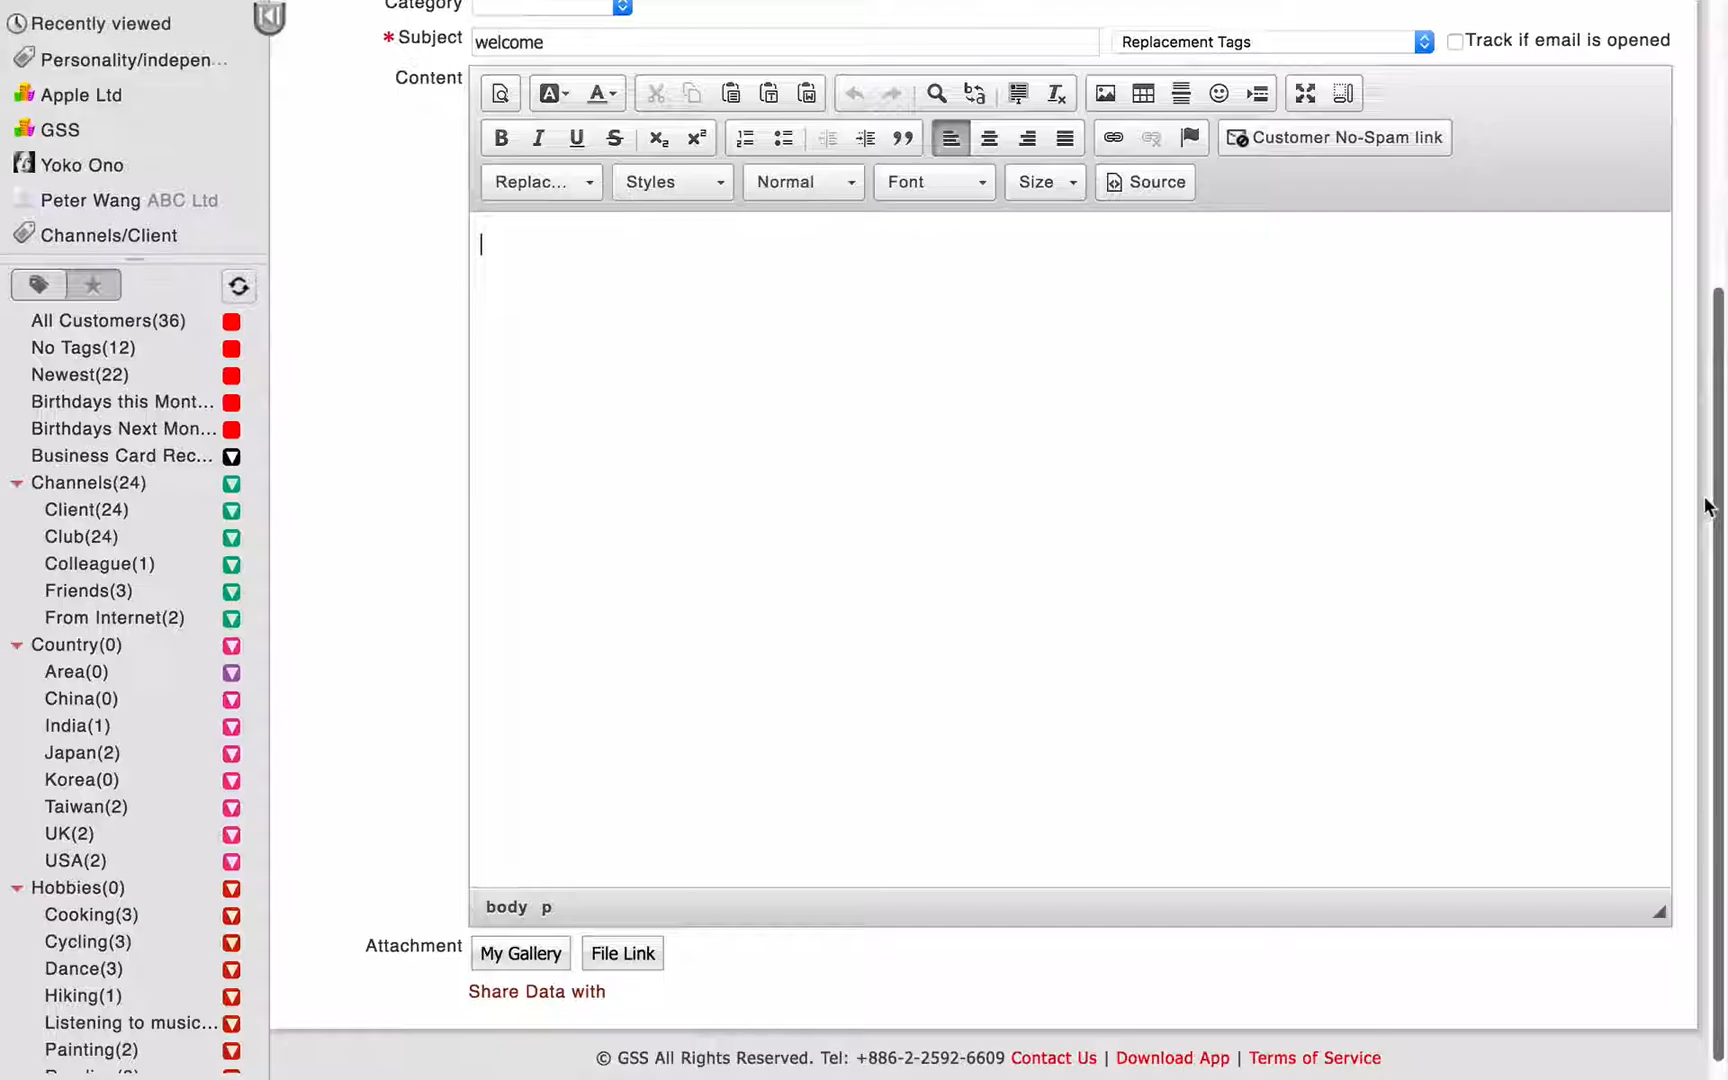 Recently viewed
Personality/indepen...
Apple Ltd
GSS
Yoko Ono
Peter Wang ABC Ltd
Channels/Client
All Customers(36)
No Tags(12)
Newest(22)
Birthdays this Mont...
Birthdays Next Mon...
Business Card Rec...
Channels(24)
Client(24)
Club(24)
Colleague(1)
Friends(3)
From Internet(2)
Country(0)
Area(0)
China(0)
India(1)
Japan(2)
Korea(0)
Taiwan(2)
UK(2)
USA(2)
Hobbies(0)
Cooking(3)
Cycling(3)
Dance(3)
Hiking(1)
Listening to music...
Painting(2)
Category
* Subject welcome Replacement Tags Track if email is opened
Content
Customer No-Spam link
Replac... Styles Normal Font Size Source
body p
Attachment My Gallery File Link
Share Data with
© GSS All Rights Reserved. Tel: +886-2-2592-6609 Contact Us | Download App | Terms of Service